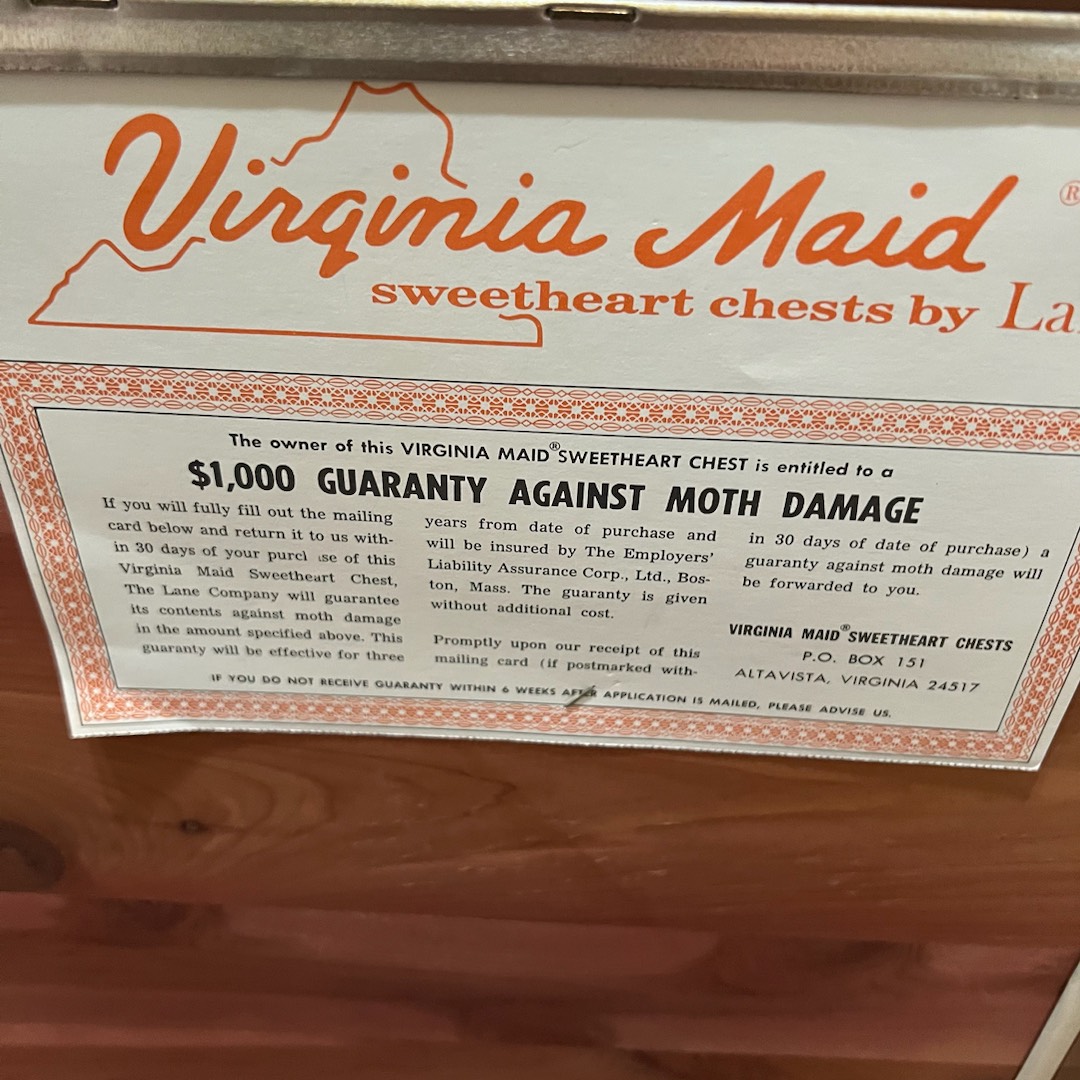 Virginia Maid ®
sweetheart chests by La
The owner of this VIRGINIA MAID® SWEETHEART CHEST is entitled to a
$1,000 GUARANTY AGAINST MOTH DAMAGE
If you will fully fill out the mailing
card below and return it to us with-
in 30 days of your purc se of this
Virginia Maid Sweetheart Chest,
The Lane Company will guarantee
its contents against moth damage
in the amount specified above. This
guaranty will be effective for three
years from date of purchase and
will be insured by The Employers'
Liability Assurance Corp., Ltd., Bos-
ton, Mass. The guaranty is given
without additional cost.
Promptly upon our receipt of this
mailing card (if postmarked with-
in 30 days of date of purchase) a
guaranty against moth damage will
be forwarded to you.
VIRGINIA MAID® SWEETHEART CHESTS
P.O. BOX 151
ALTAVISTA, VIRGINIA 24517
IF YOU DO NOT RECEIVE GUARANTY WITHIN 6 WEEKS AFTER APPLICATION IS MAILED, PLEASE ADVISE US.